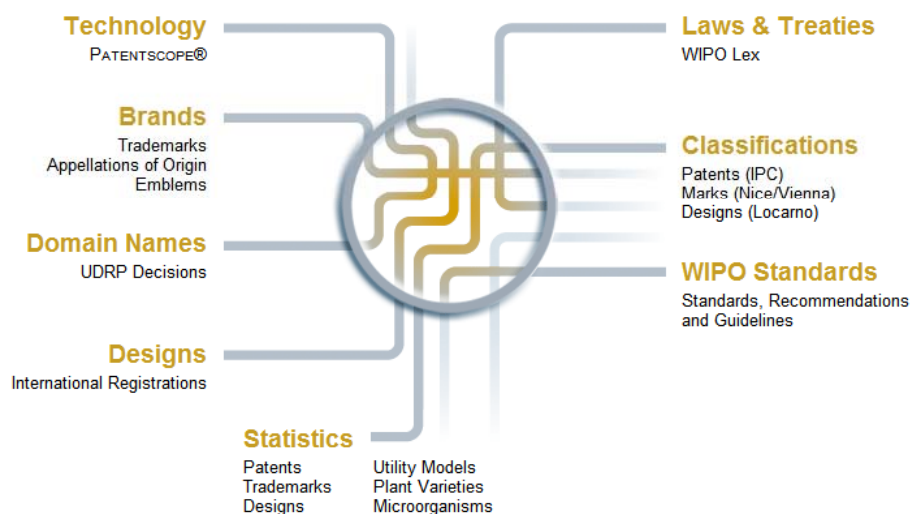 Technology
PATENTSCOPE®
Brands
Trademarks
Appellations of Origin
Emblems
Domain Names
UDRP Decisions
Designs
International Registrations
Statistics
Patents
Trademarks
Designs
Utility Models
Plant Varieties
Microorganisms
Laws & Treaties
WIPO Lex
Classifications
Patents (IPC)
Marks (Nice/Vienna)
Designs (Locarno)
WIPO Standards
Standards, Recommendations
and Guidelines